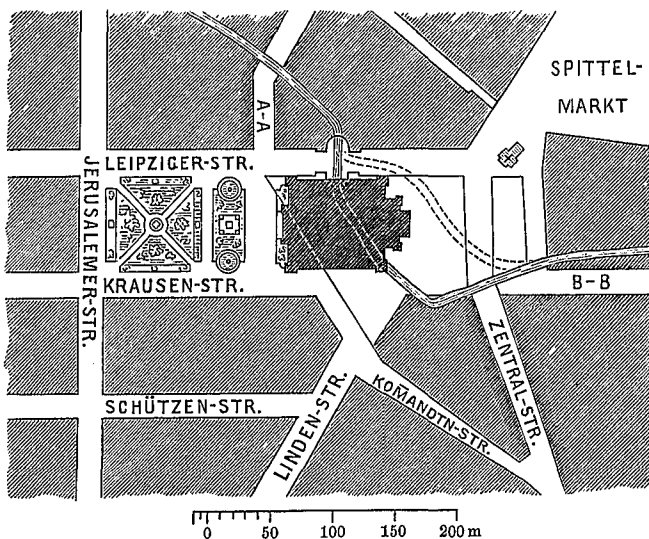 SPITTEL-
MARKT
A-A
LEIPZIGER-STR.
JERUSALEMER-STR.
KRAUSEN-STR.
B-B
ZENTRAL-STR.
SCHÜTZEN-STR.
LINDEN-STR.
KOMANDTN-STR.
0 50 100 150 200 m